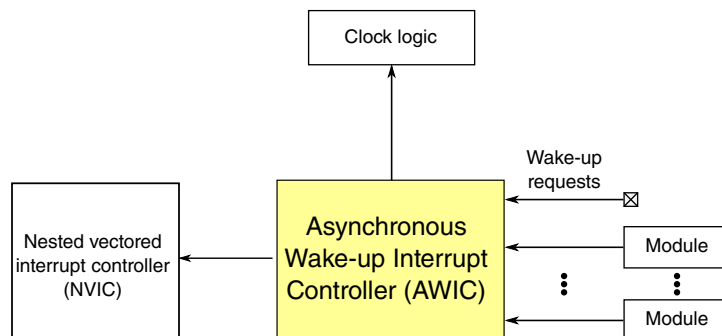 Clock logic
Wake-up
requests
Nested vectored
interrupt controller
(NVIC)
Asynchronous
Wake-up Interrupt
Controller (AWIC)
Module
Module